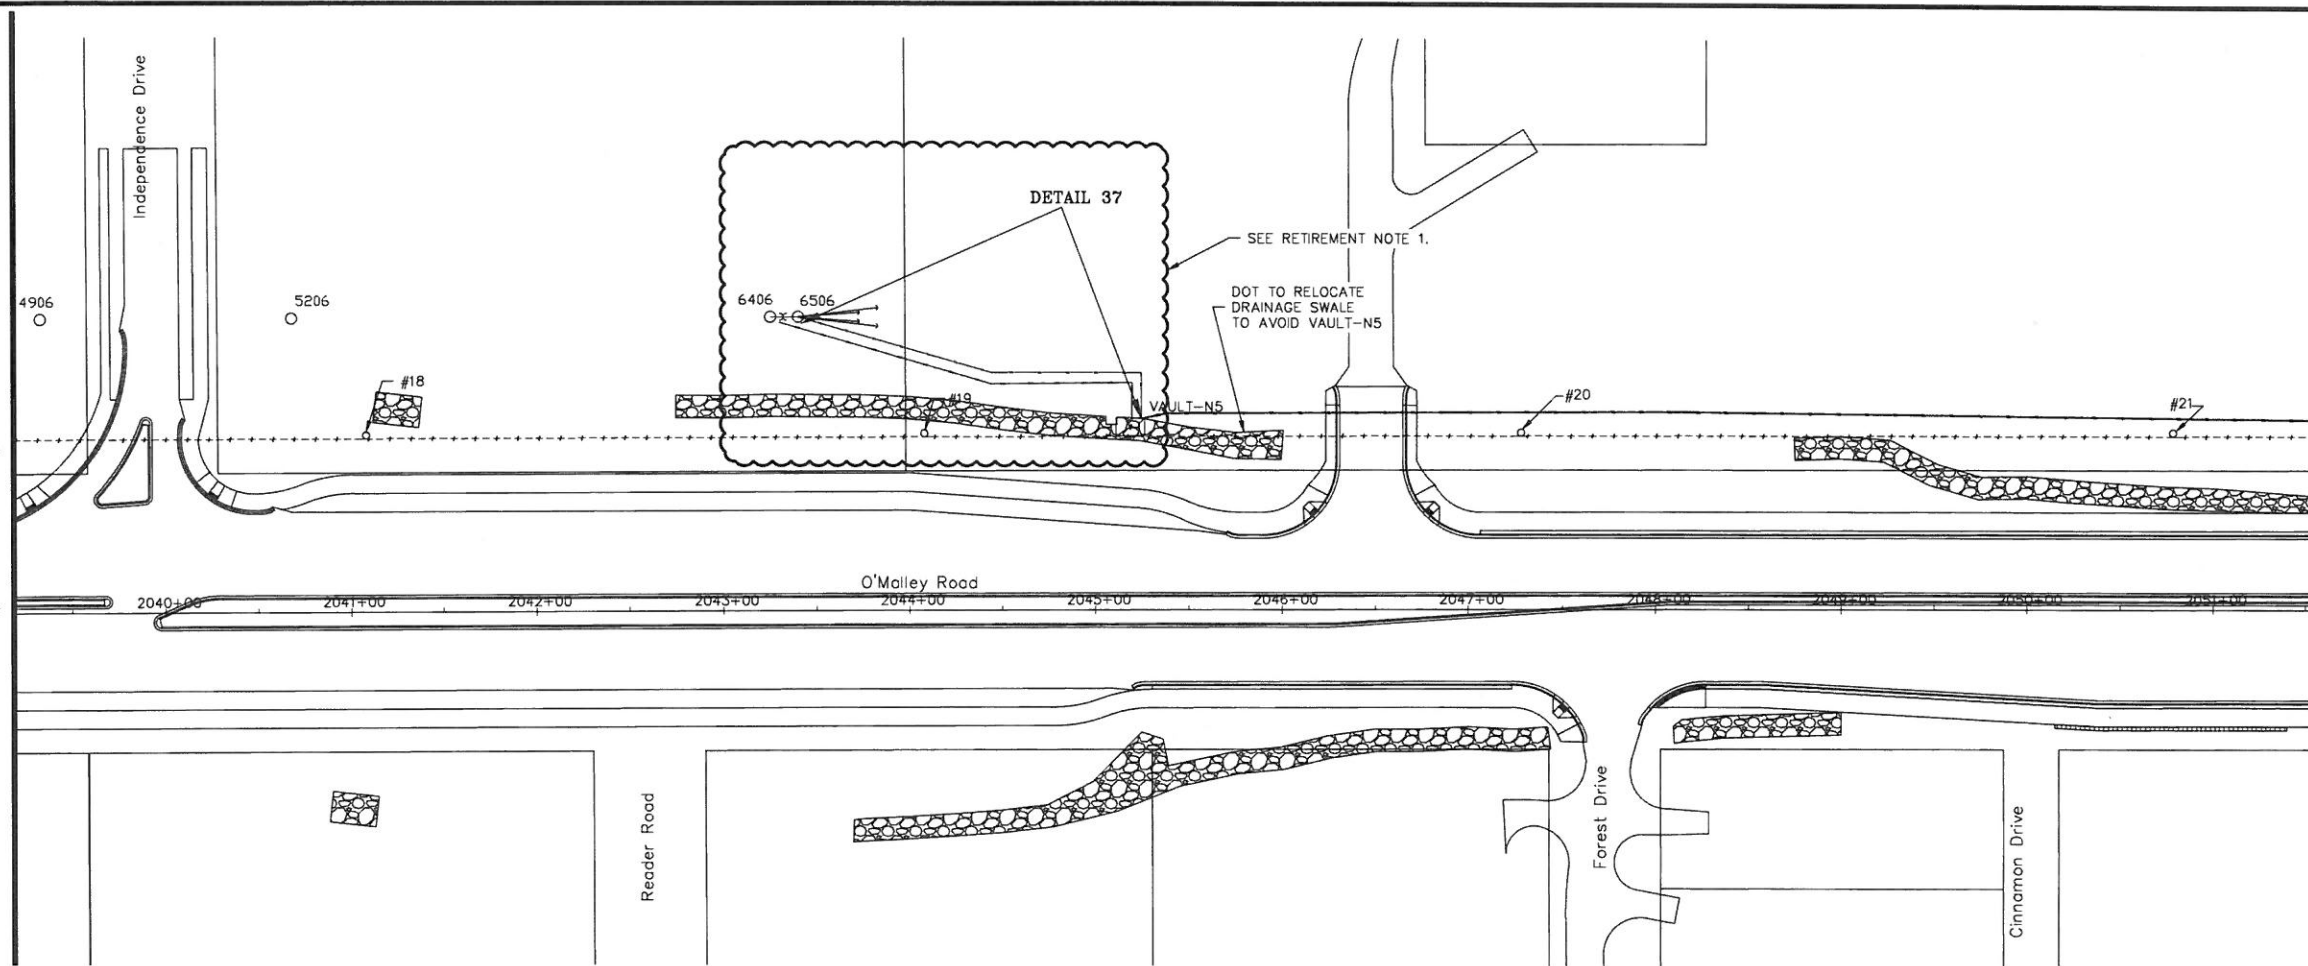 Independence Drive
DETAIL 37
SEE RETIREMENT NOTE 1.
DOT TO RELOCATE
DRAINAGE SWALE
TO AVOID VAULT-N5
4906
5206
6406
6506
#18
#19
VAULT-N5
#20
#21
O'Malley Road
2040+00
2041+00
2042+00
2043+00
2044+00
2045+00
2046+00
2047+00
2048+00
2049+00
2050+00
2051+00
Reader Road
Forest Drive
Cinnamon Drive